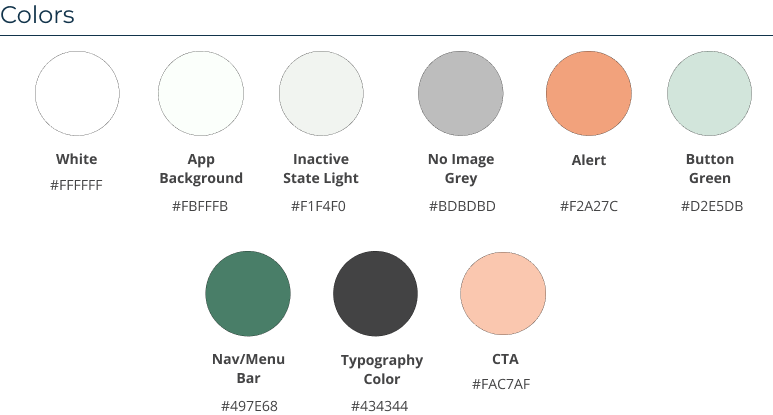 Colors
White
#FFFFFF
App
Background
#FBFFFB
Inactive
State Light
#F1F4F0
No Image
Grey
#BDBDBD
Alert
#F2A27C
Button
Green
#D2E5DB
Nav/Menu
Bar
#497E68
Typography
Color
#434344
CTA
#FAC7AF